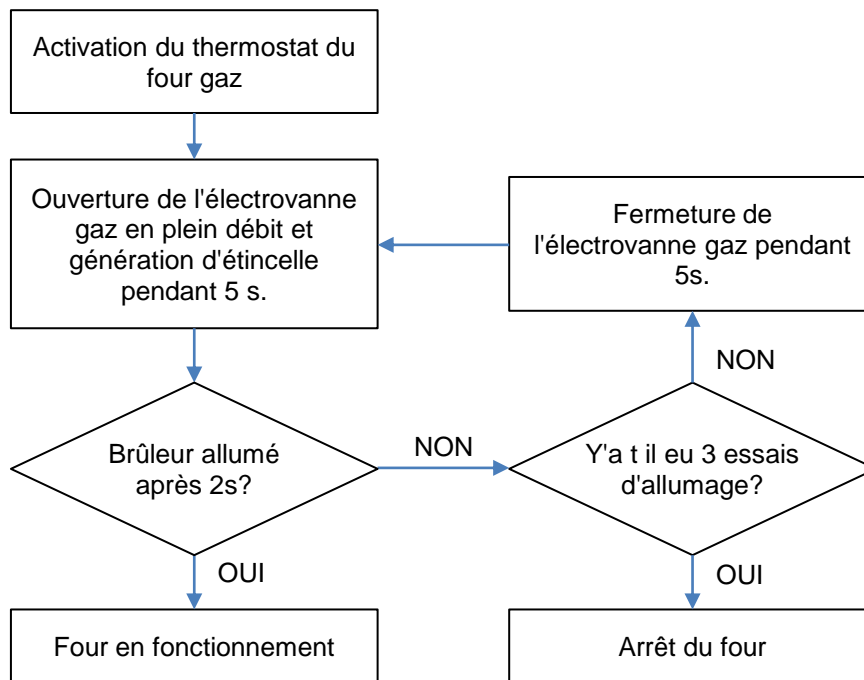 Activation du thermostat du
four gaz
Ouverture de l'électrovanne
gaz en plein débit et
génération d'étincelle
pendant 5 s.
Fermeture de
l'électrovanne gaz pendant
5s.
NON
Brûleur allumé
après 2s?
NON
Y'a t il eu 3 essais
d'allumage?
OUI
OUI
Four en fonctionnement
Arrêt du four